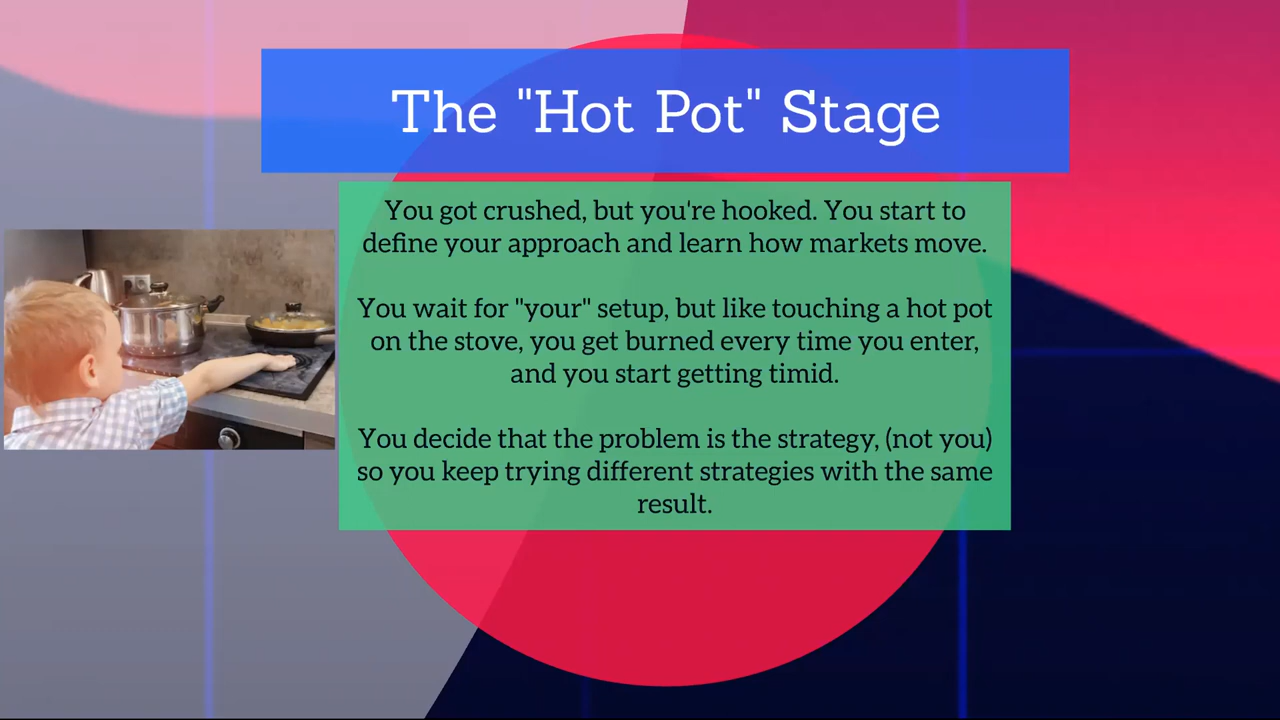 The "Hot Pot" Stage
You got crushed, but you're hooked. You start to
define your approach and learn how markets move.
You wait for "your" setup, but like touching a hot pot
on the stove, you get burned every time you enter,
and you start getting timid.
You decide that the problem is the strategy, (not you)
so you keep trying different strategies with the same
result.